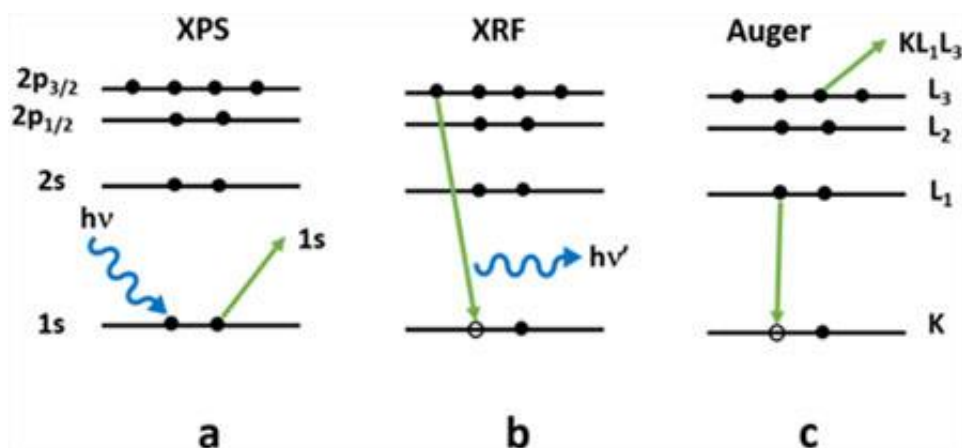 XPS
XRF
Auger
KL₁L₃
2p₃/₂
L₃
2p₁/₂
L₂
2s
L₁
hν
1s
hν′
1s
K
a
b
c